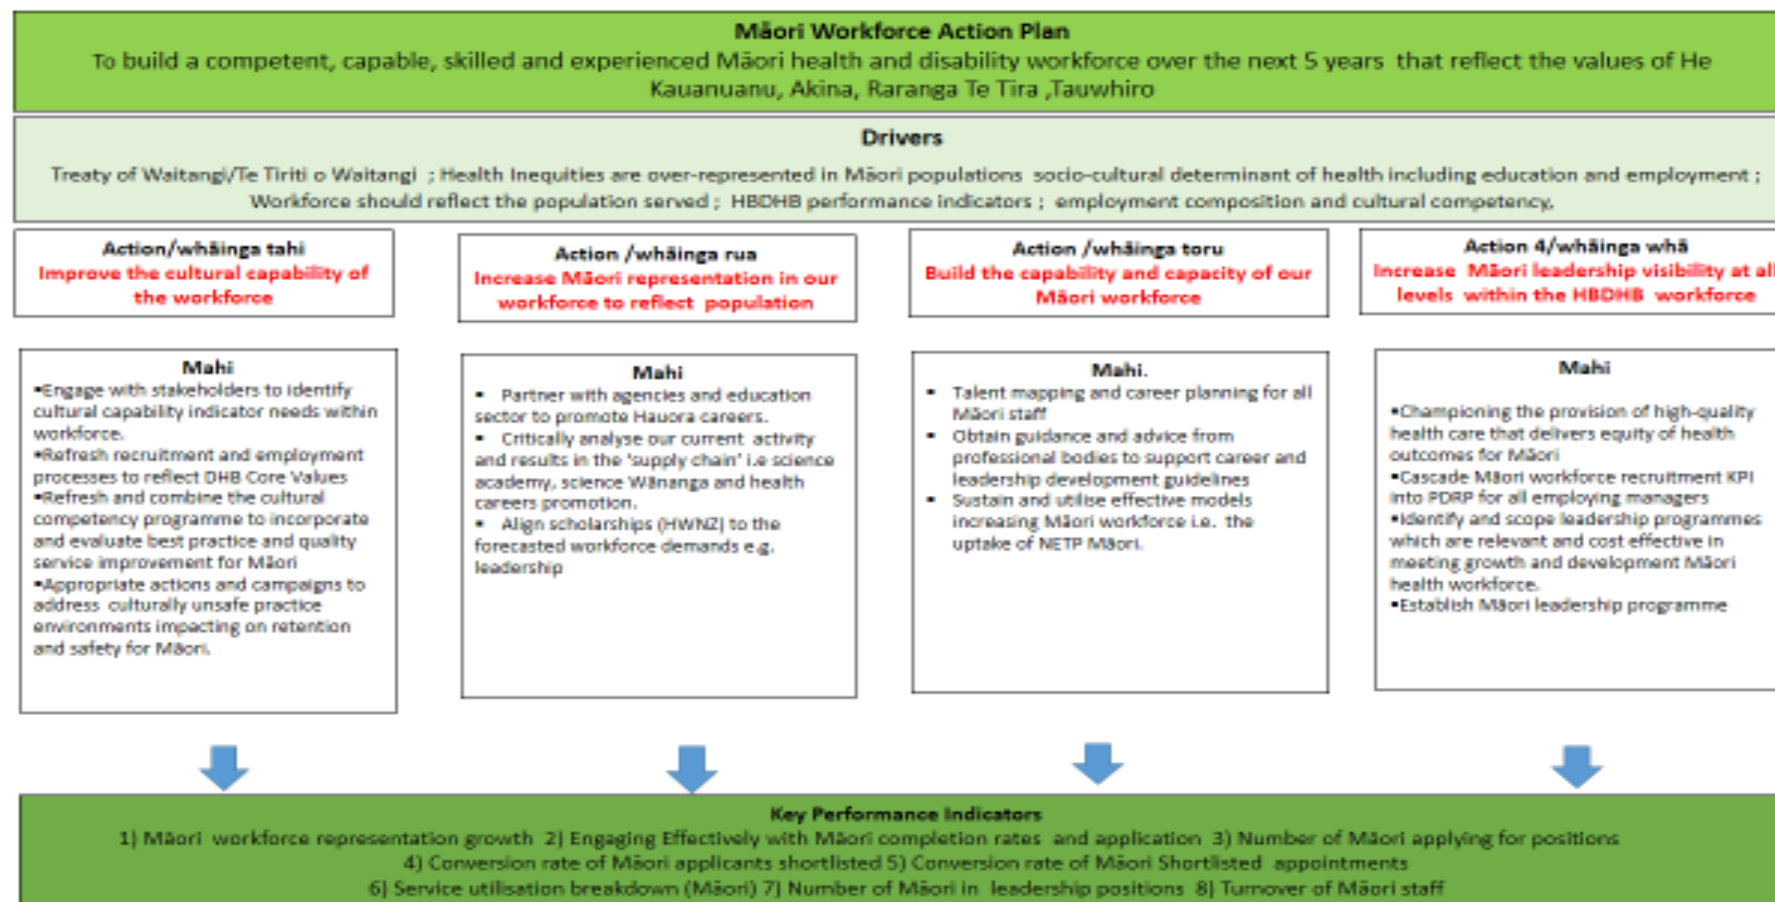 Māori Workforce Action Plan
To build a competent, capable, skilled and experienced Māori health and disability workforce over the next 5 years that reflect the values of He
Kauanuanu, Akina, Raranga Te Tira ,Tauwhiro
Drivers
Treaty of Waitangi/Te Tiriti o Waitangi ; Health Inequities are over-represented in Māori populations socio-cultural determinant of health including education and employment ;
Workforce should reflect the population served ; HBDHB performance indicators ; employment composition and cultural competency.
Action/whāinga tahi
Improve the cultural capability of
the workforce
Mahi
▪Engage with stakeholders to identify
cultural capability indicator needs within
workforce.
▪Refresh recruitment and employment
processes to reflect DHB Core Values
▪Refresh and combine the cultural
competency programme to incorporate
and evaluate best practice and quality
service improvement for Māori
▪Appropriate actions and campaigns to
address culturally unsafe practice
environments impacting on retention
and safety for Māori.
Action /whāinga rua
Increase Māori representation in our
workforce to reflect population
Mahi
▪ Partner with agencies and education
sector to promote Hauora careers.
▪ Critically analyse our current activity
and results in the 'supply chain' i.e science
academy, science Wānanga and health
careers promotion.
▪ Align scholarships (HWNZ) to the
forecasted workforce demands e.g.
leadership
Action /whāinga toru
Build the capability and capacity of our
Māori workforce
Mahi.
▪ Talent mapping and career planning for all
Māori staff
▪ Obtain guidance and advice from
professional bodies to support career and
leadership development guidelines
▪ Sustain and utilise effective models
increasing Māori workforce i.e. the
uptake of NETP Māori.
Action 4/whāinga whā
Increase Māori leadership visibility at all
levels within the HBDHB workforce
Mahi
▪Championing the provision of high-quality
health care that delivers equity of health
outcomes for Māori
▪Cascade Māori workforce recruitment KPI
into PDRP for all employing managers
▪Identify and scope leadership programmes
which are relevant and cost effective in
meeting growth and development Māori
health workforce.
▪Establish Māori leadership programme
Key Performance Indicators
1) Māori workforce representation growth 2) Engaging Effectively with Māori completion rates and application 3) Number of Māori applying for positions
4) Conversion rate of Māori applicants shortlisted 5) Conversion rate of Māori Shortlisted appointments
6) Service utilisation breakdown (Māori) 7) Number of Māori in leadership positions 8) Turnover of Māori staff